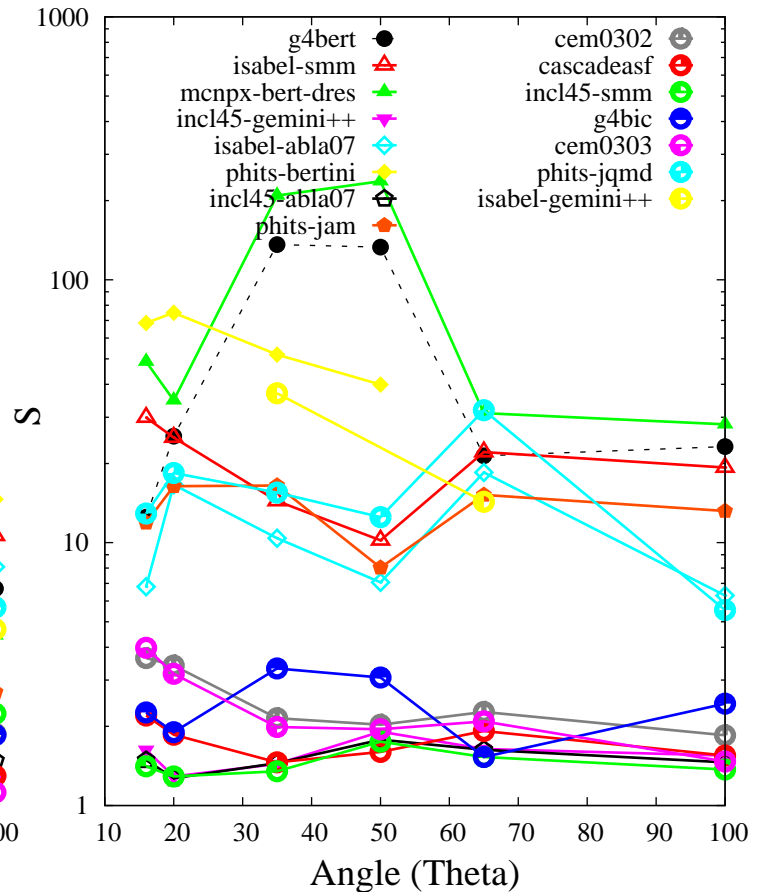 1000
100
10
1
S
g4bert
isabel-smm
mcnpx-bert-dres
incl45-gemini++
isabel-abla07
phits-bertini
incl45-abla07
phits-jam
cem0302
cascadeasf
incl45-smm
g4bic
cem0303
phits-jqmd
isabel-gemini++
00
10 20 30 40 50 60 70 80 90 100
Angle (Theta)